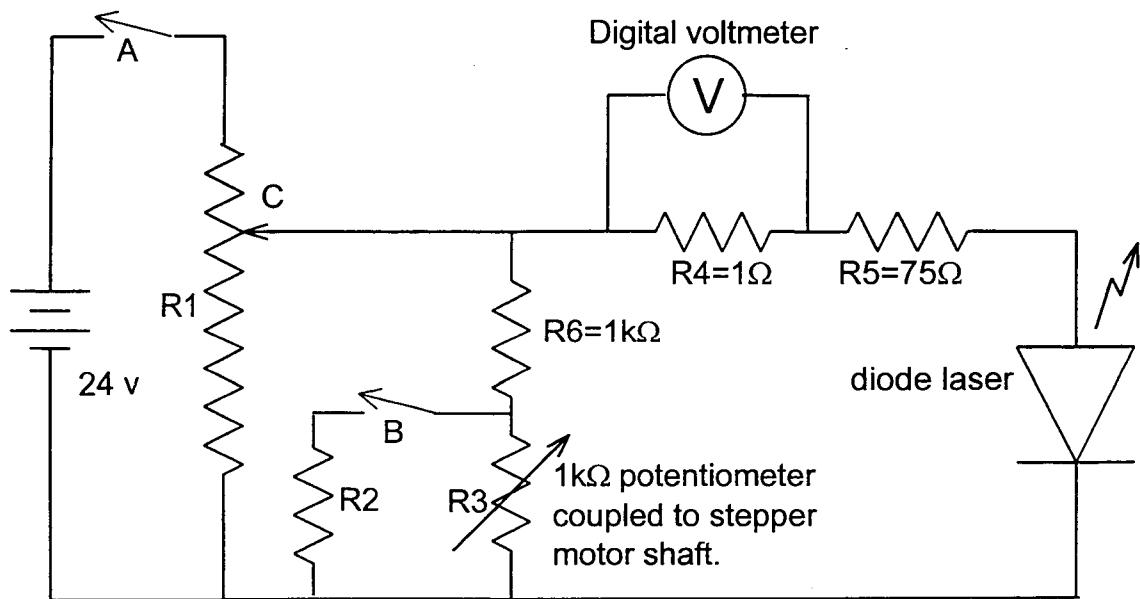 Digital voltmeter
A
V
C
R4=1Ω
R5=75Ω
R1
R6=1kΩ
24 v
diode laser
B
R2
R3
1kΩ potentiometer
coupled to stepper
motor shaft.